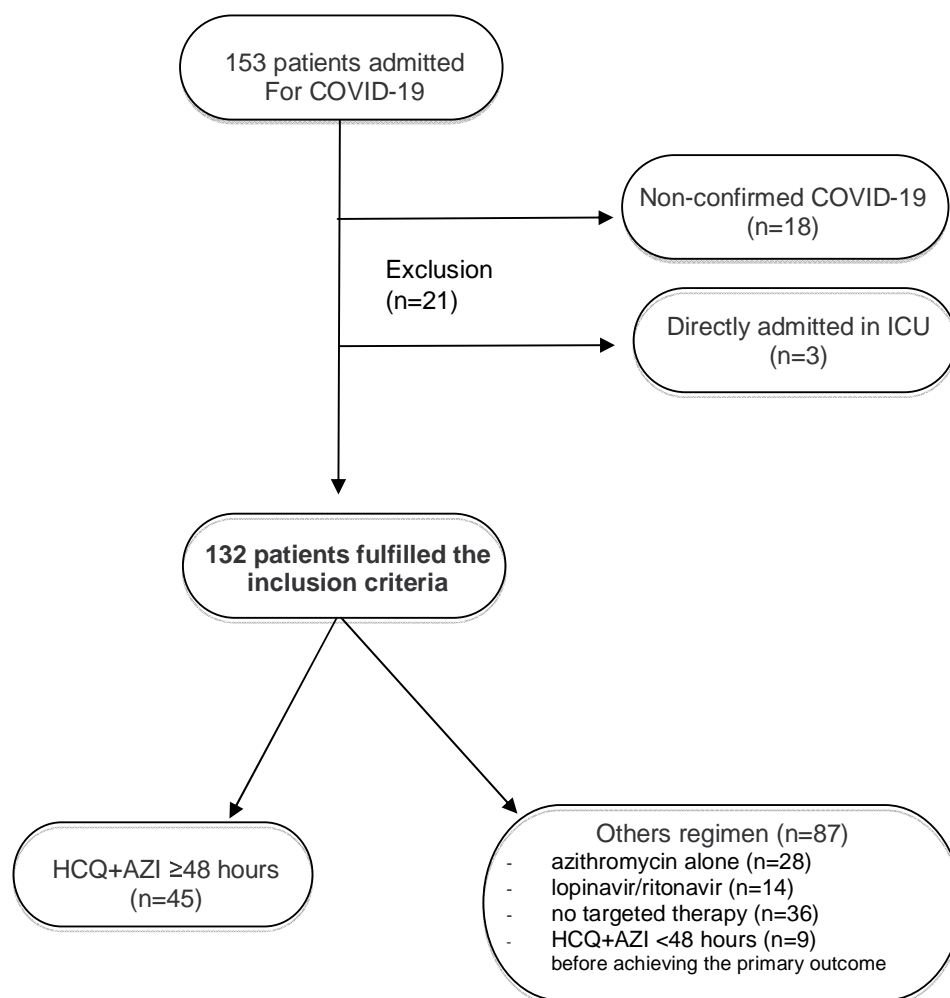 153 patients admitted
For COVID-19
Non-confirmed COVID-19
(n=18)
Exclusion
(n=21)
Directly admitted in ICU
(n=3)
132 patients fulfilled the
inclusion criteria
HCQ+AZI ≥48 hours
(n=45)
Others regimen (n=87)
- azithromycin alone (n=28)
- lopinavir/ritonavir (n=14)
- no targeted therapy (n=36)
- HCQ+AZI <48 hours (n=9)
before achieving the primary outcome